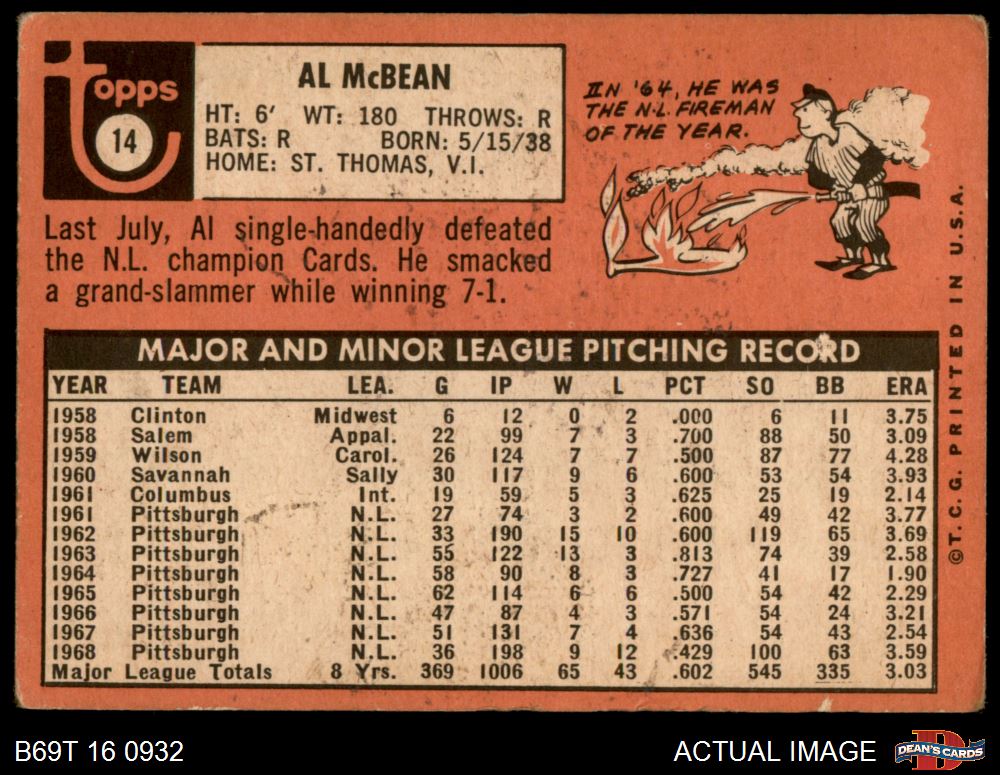 Topps
14
AL McBEAN
HT: 6' WT: 180 THROWS: R
BATS: R BORN: 5/15/38
HOME: ST. THOMAS, V.I.
IN '64, HE WAS
THE N.L. FIREMAN
OF THE YEAR.
Last July, Al single-handedly defeated
the N.L. champion Cards. He smacked
a grand-slammer while winning 7-1.
MAJOR AND MINOR LEAGUE PITCHING RECORD
YEAR TEAM LEA. G IP W L PCT SO BB ERA
1958 Clinton Midwest 6 12 0 2 .000 6 11 3.75
1958 Salem Appal. 22 99 7 3 .700 88 50 3.09
1959 Wilson Carol. 26 124 7 7 .500 87 77 4.28
1960 Savannah Sally 30 117 9 6 .600 53 54 3.93
1961 Columbus Int. 19 59 5 3 .625 25 19 2.14
1961 Pittsburgh N.L. 27 74 3 2 .600 49 42 3.77
1962 Pittsburgh N.L. 33 190 15 10 .600 119 65 3.69
1963 Pittsburgh N.L. 55 122 13 3 .813 74 39 2.58
1964 Pittsburgh N.L. 58 90 8 3 .727 41 17 1.90
1965 Pittsburgh N.L. 62 114 6 6 .500 54 42 2.29
1966 Pittsburgh N.L. 47 87 4 3 .571 54 24 3.21
1967 Pittsburgh N.L. 51 131 7 4 .636 54 43 2.54
1968 Pittsburgh N.L. 36 198 9 12 .429 100 63 3.59
Major League Totals 8 Yrs. 369 1006 65 43 .602 545 335 3.03
©T.C.G. PRINTED IN U.S.A.
B69T 16 0932
ACTUAL IMAGE
DEAN'S CARDS